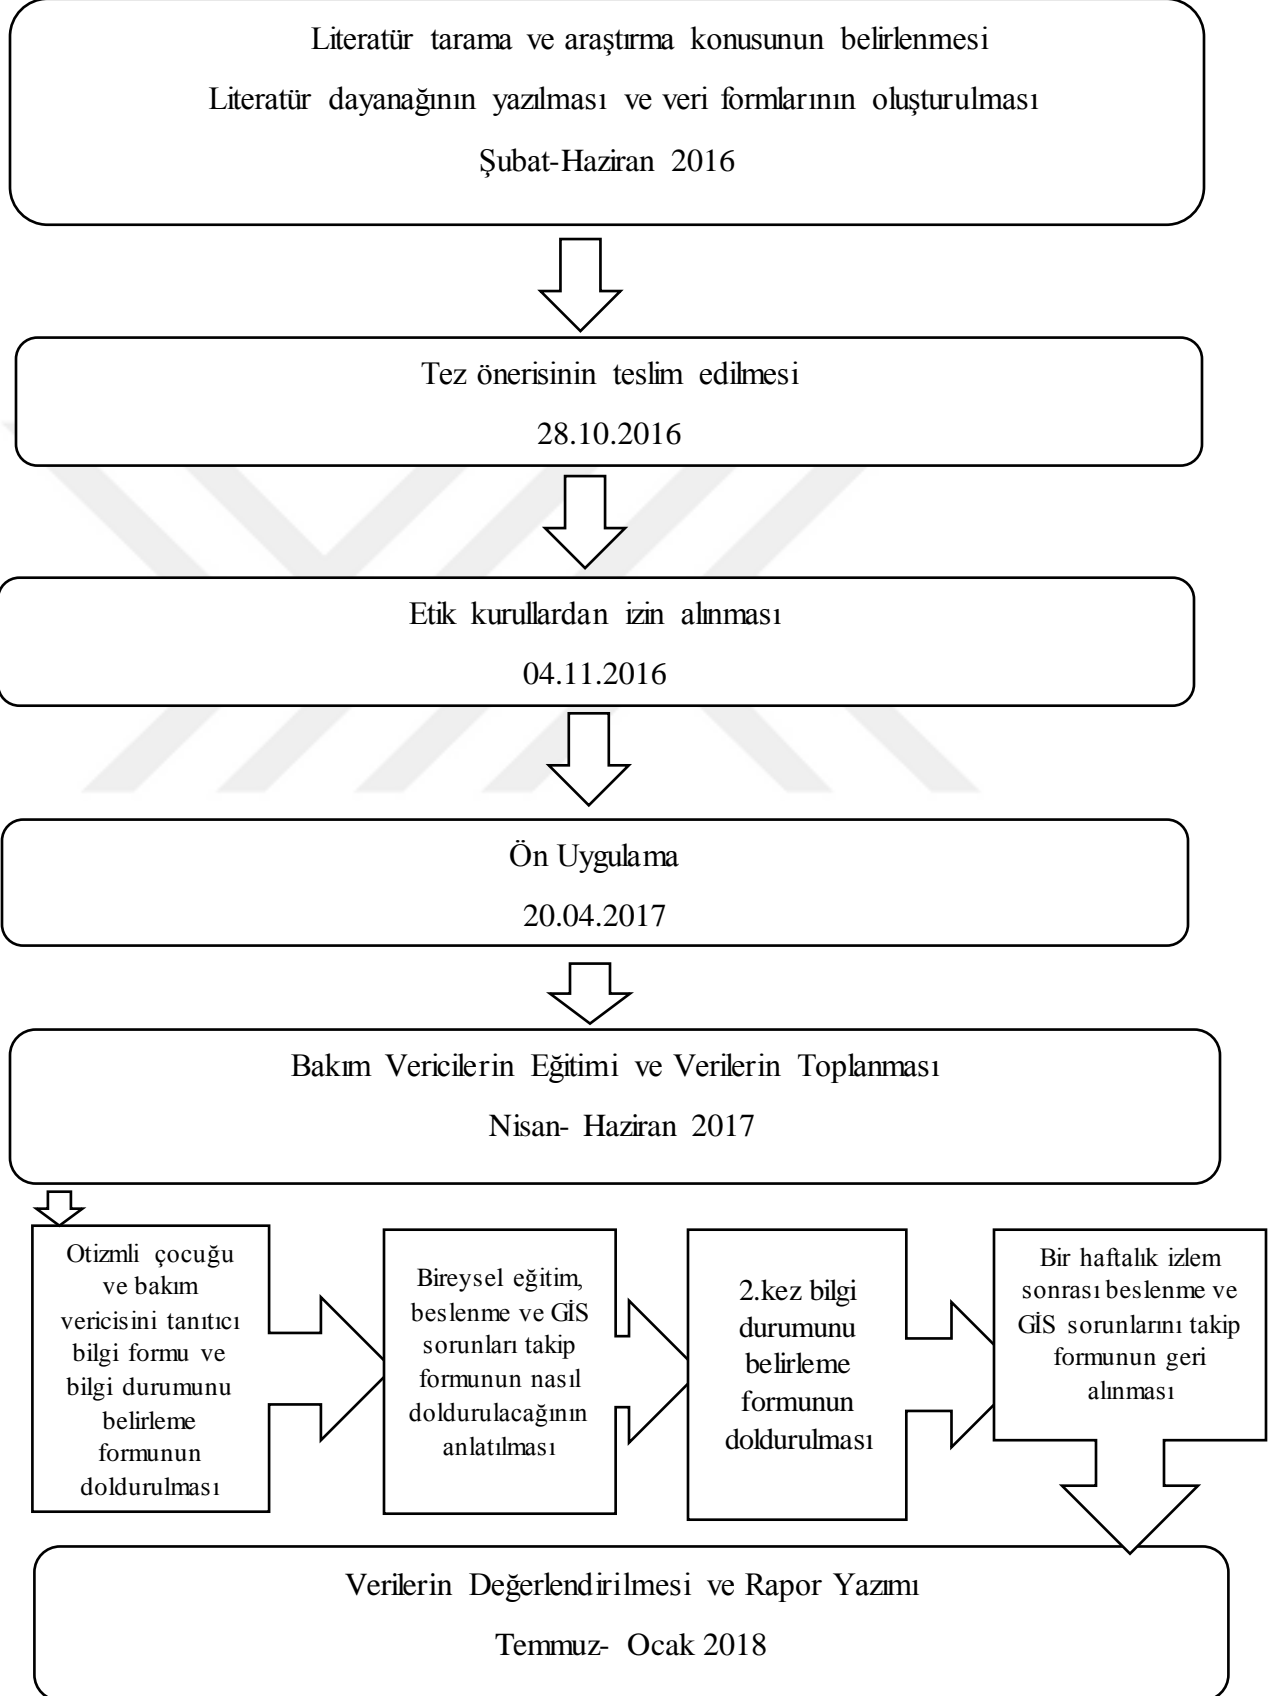 Literatür tarama ve araştırma konusunun belirlenmesi
Literatür dayanağının yazılması ve veri formlarının oluşturulması
Şubat-Haziran 2016
Tez önerisinin teslim edilmesi
28.10.2016
Etik kurullardan izin alınması
04.11.2016
Ön Uygulama
20.04.2017
Bakım Vericilerin Eğitimi ve Verilerin Toplanması
Nisan- Haziran 2017
Otizmli çocuğu
ve bakım
vericisini tanıtıcı
bilgi formu ve
bilgi durumunu
belirleme
formunun
doldurulması
Bireysel eğitim,
beslenme ve GİS
sorunları takip
formunun nasıl
doldurulacağının
anlatılması
2.kez bilgi
durumunu
belirleme
formunun
doldurulması
Bir haftalık izlem
sonrası beslenme ve
GİS sorunlarını takip
formunun geri
alınması
Verilerin Değerlendirilmesi ve Rapor Yazımı
Temmuz- Ocak 2018